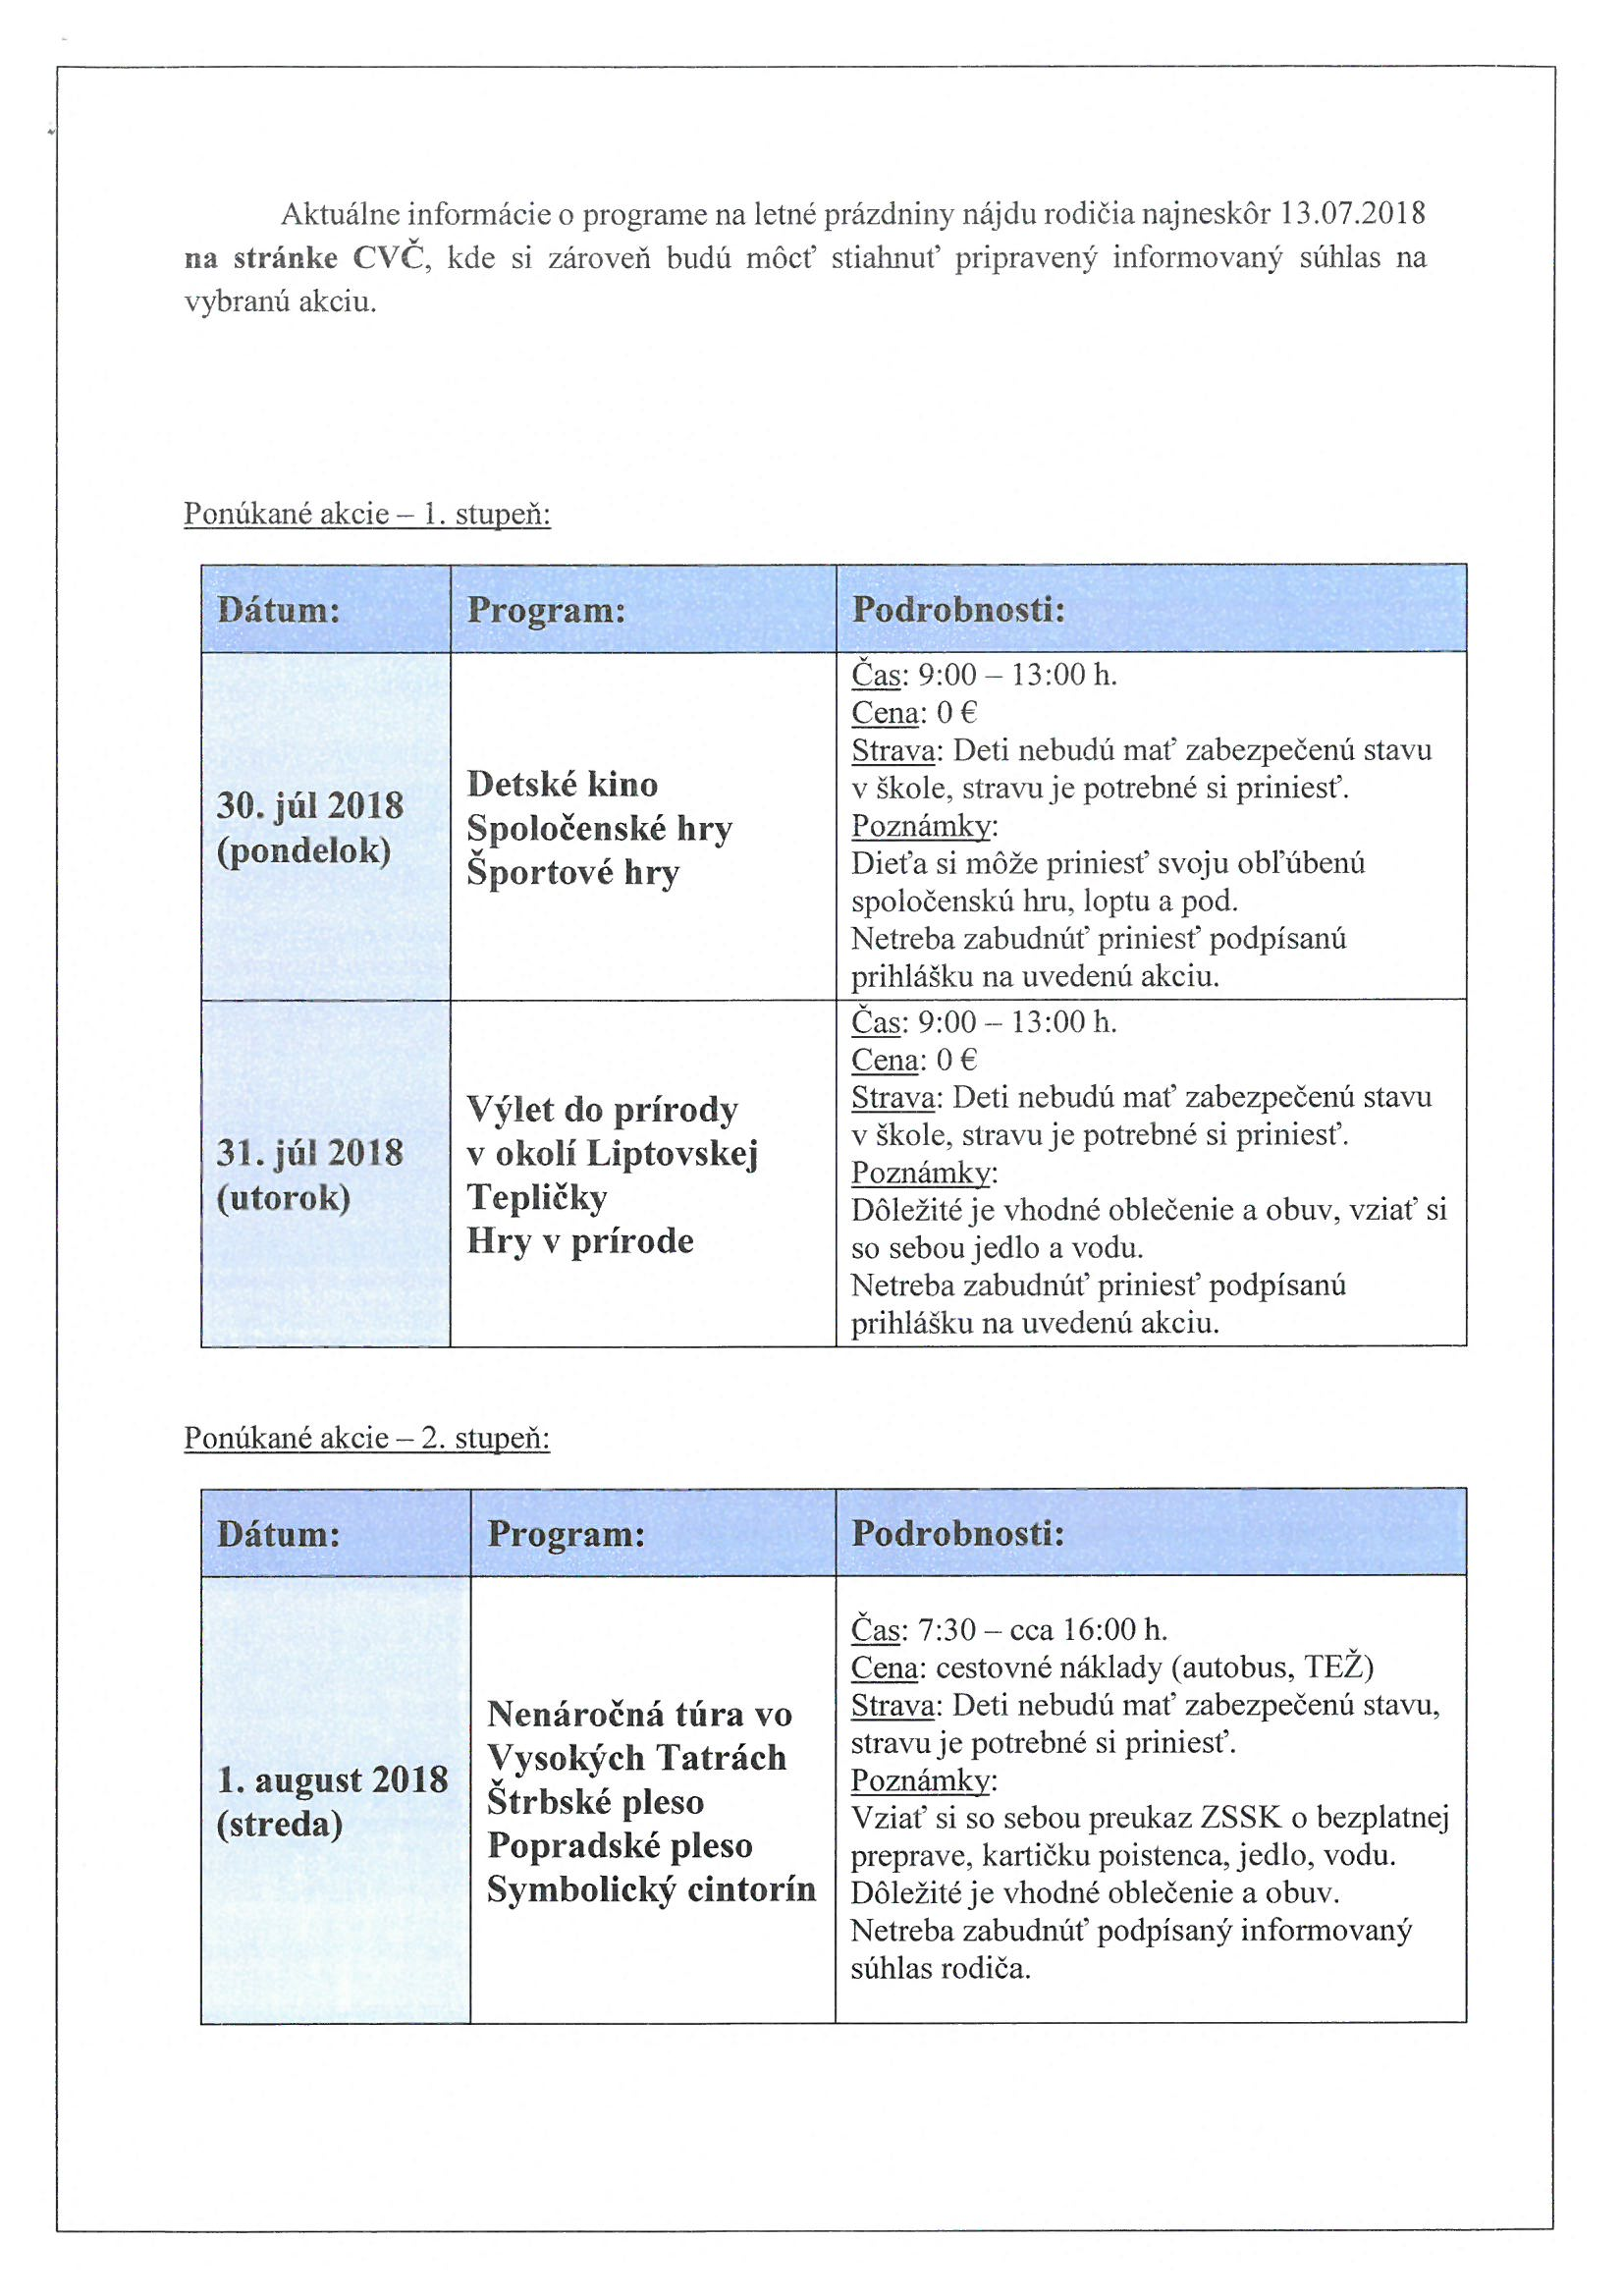 Aktuálne informácie o programe na letné prázdniny nájdu rodičia najneskôr 13.07.2018
na stránke CVČ, kde si zároveň budú môcť stiahnuť pripravený informovaný súhlas na
vybranú akciu.
Ponúkané akcie – 1. stupeň:
Dátum:
Program:
Podrobnosti:
30. júl 2018
(pondelok)
Detské kino
Spoločenské hry
Športové hry
Čas: 9:00 – 13:00 h.
Cena: 0 €
Strava: Deti nebudú mať zabezpečenú stavu
v škole, stravu je potrebné si priniesť.
Poznámky:
Dieťa si môže priniesť svoju obľúbenú
spoločenskú hru, loptu a pod.
Netreba zabudnúť priniesť podpísanú
prihlášku na uvedenú akciu.
31. júl 2018
(utorok)
Výlet do prírody
v okolí Liptovskej
Tepličky
Hry v prírode
Čas: 9:00 – 13:00 h.
Cena: 0 €
Strava: Deti nebudú mať zabezpečenú stavu
v škole, stravu je potrebné si priniesť.
Poznámky:
Dôležité je vhodné oblečenie a obuv, vziať si
so sebou jedlo a vodu.
Netreba zabudnúť priniesť podpísanú
prihlášku na uvedenú akciu.
Ponúkané akcie – 2. stupeň:
Dátum:
Program:
Podrobnosti:
1. august 2018
(streda)
Nenáročná túra vo
Vysokých Tatrách
Štrbské pleso
Popradské pleso
Symbolický cintorín
Čas: 7:30 – cca 16:00 h.
Cena: cestovné náklady (autobus, TEŽ)
Strava: Deti nebudú mať zabezpečenú stavu,
stravu je potrebné si priniesť.
Poznámky:
Vziať si so sebou preukaz ZSSK o bezplatnej
preprave, kartičku poistenca, jedlo, vodu.
Dôležité je vhodné oblečenie a obuv.
Netreba zabudnúť podpísaný informovaný
súhlas rodiča.